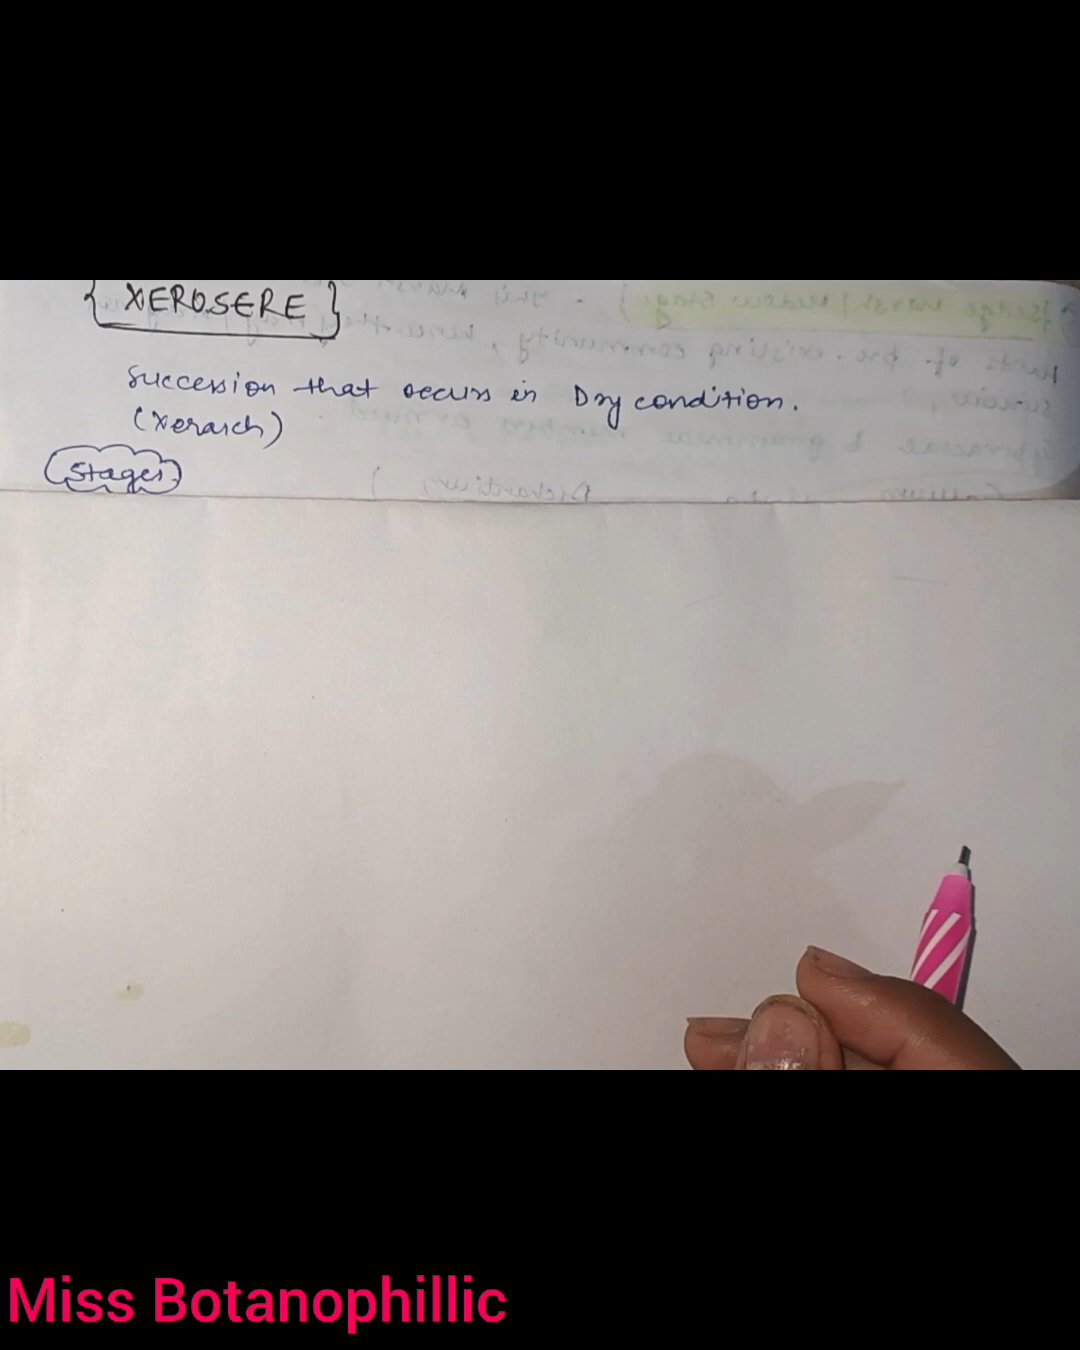 { XEROSERE }
Succession that occurs in Dry condition.
(Xerarch)
Stages
Miss Botanophillic